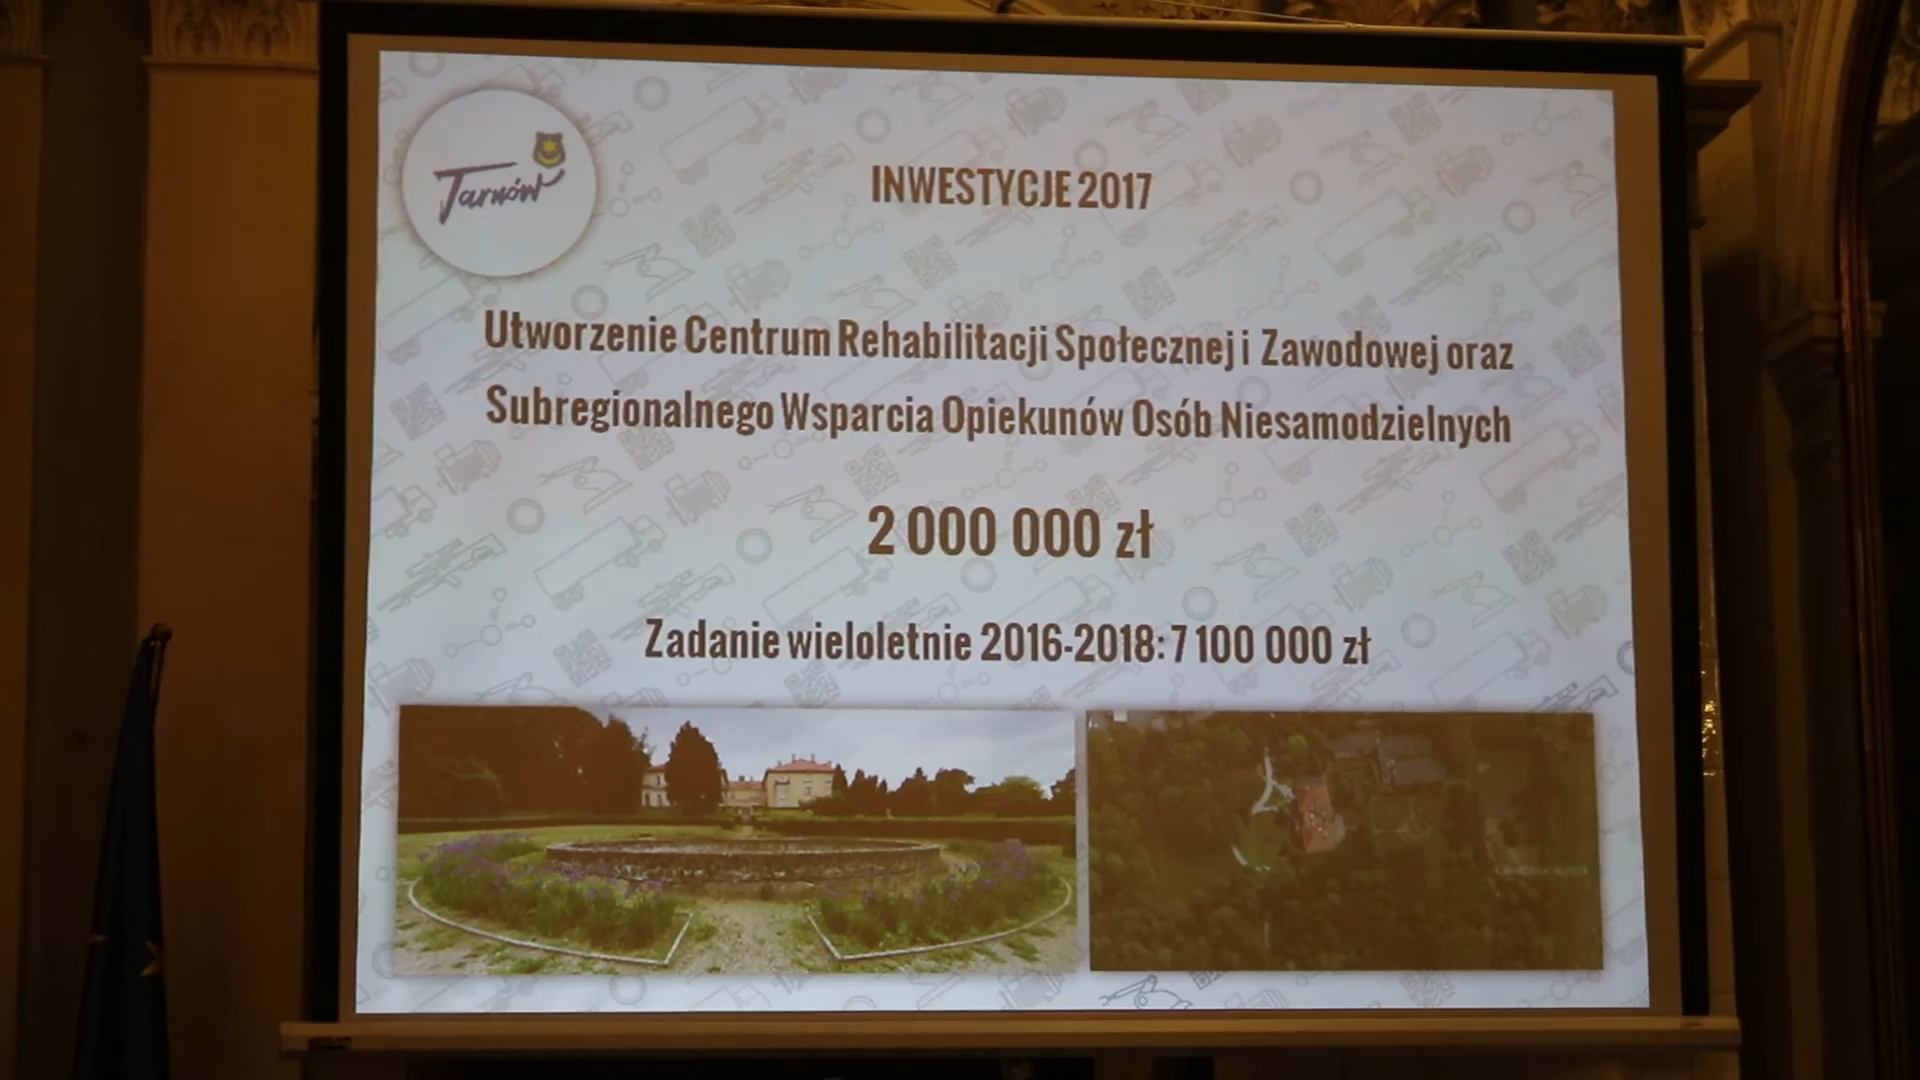 Tarnów
INWESTYCJE 2017
Utworzenie Centrum Rehabilitacji Społecznej i Zawodowej oraz
Subregionalnego Wsparcia Opiekunów Osób Niesamodzielnych
2 000 000 zł
Zadanie wieloletnie 2016-2018: 7 100 000 zł